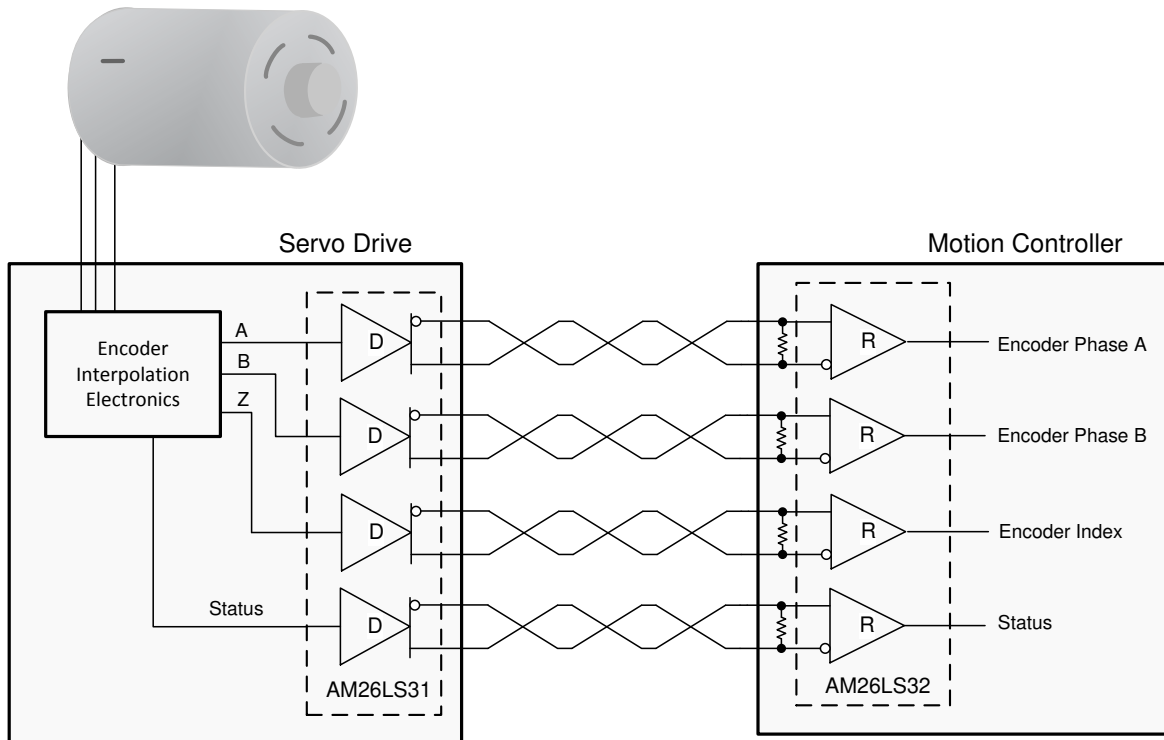 Servo Drive
Motion Controller
Encoder
Interpolation
Electronics
A
B
Z
Status
D
D
D
D
AM26LS31
R
R
R
R
AM26LS32
Encoder Phase A
Encoder Phase B
Encoder Index
Status